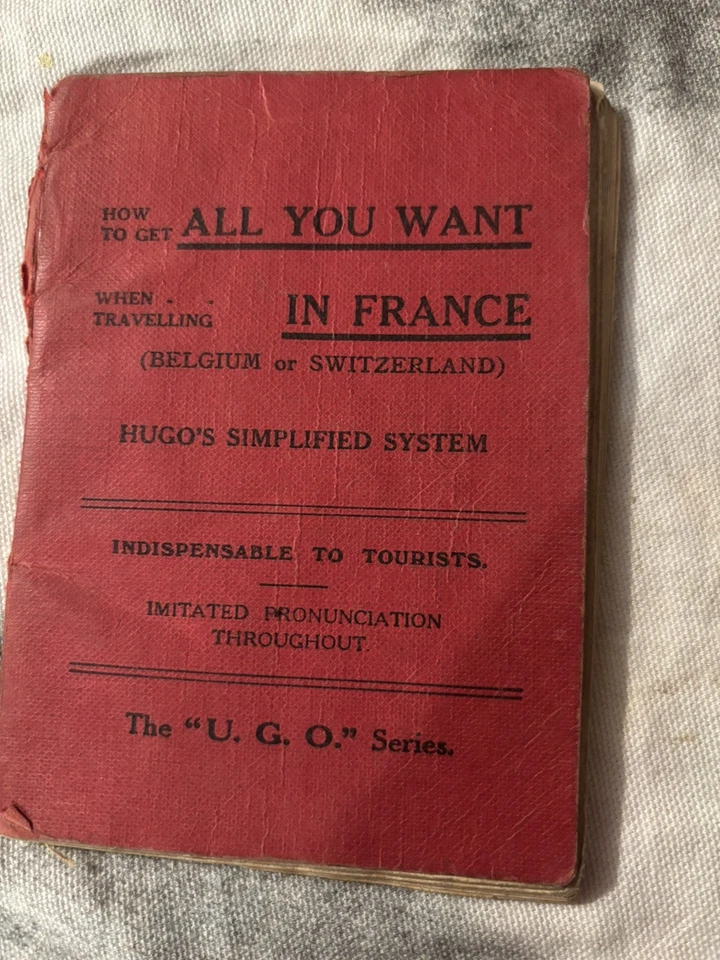 HOW TO GET ALL YOU WANT
WHEN - - TRAVELLING IN FRANCE
(BELGIUM or SWITZERLAND)
HUGO'S SIMPLIFIED SYSTEM
INDISPENSABLE TO TOURISTS.
IMITATED PRONUNCIATION
THROUGHOUT.
The "U. G. O." Series.